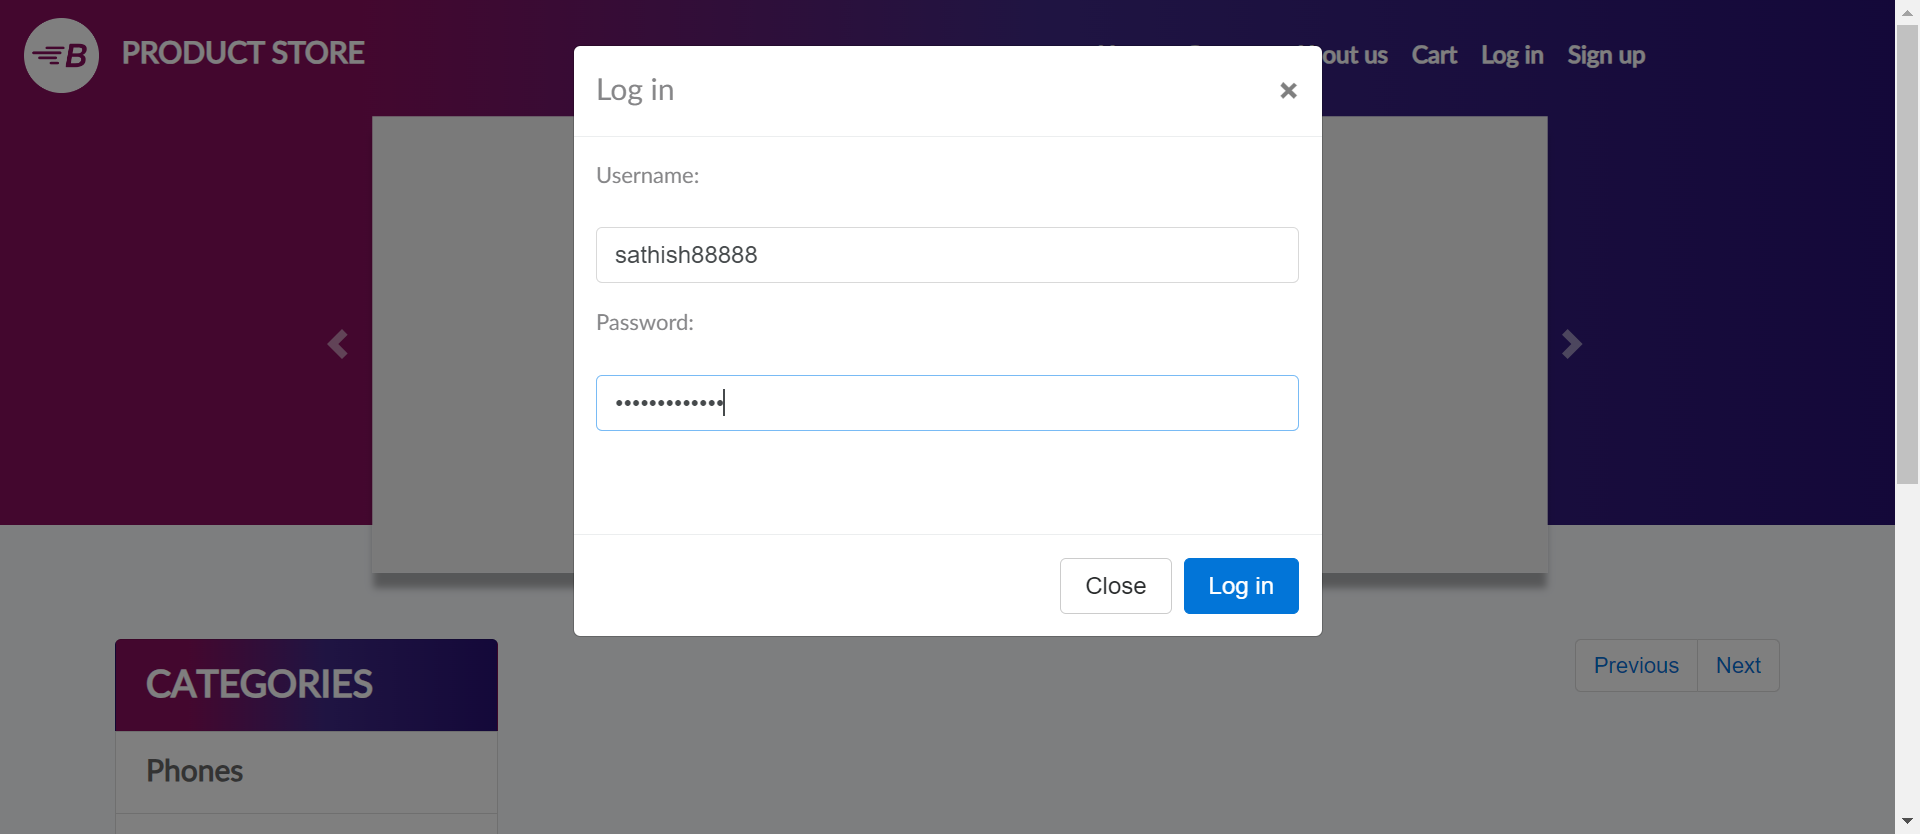 B PRODUCT STORE
out us Cart Log in Sign up
Log in
×
Username:
sathish88888
Password:
•••••••••••••
Close Log in
CATEGORIES
Phones
Previous Next